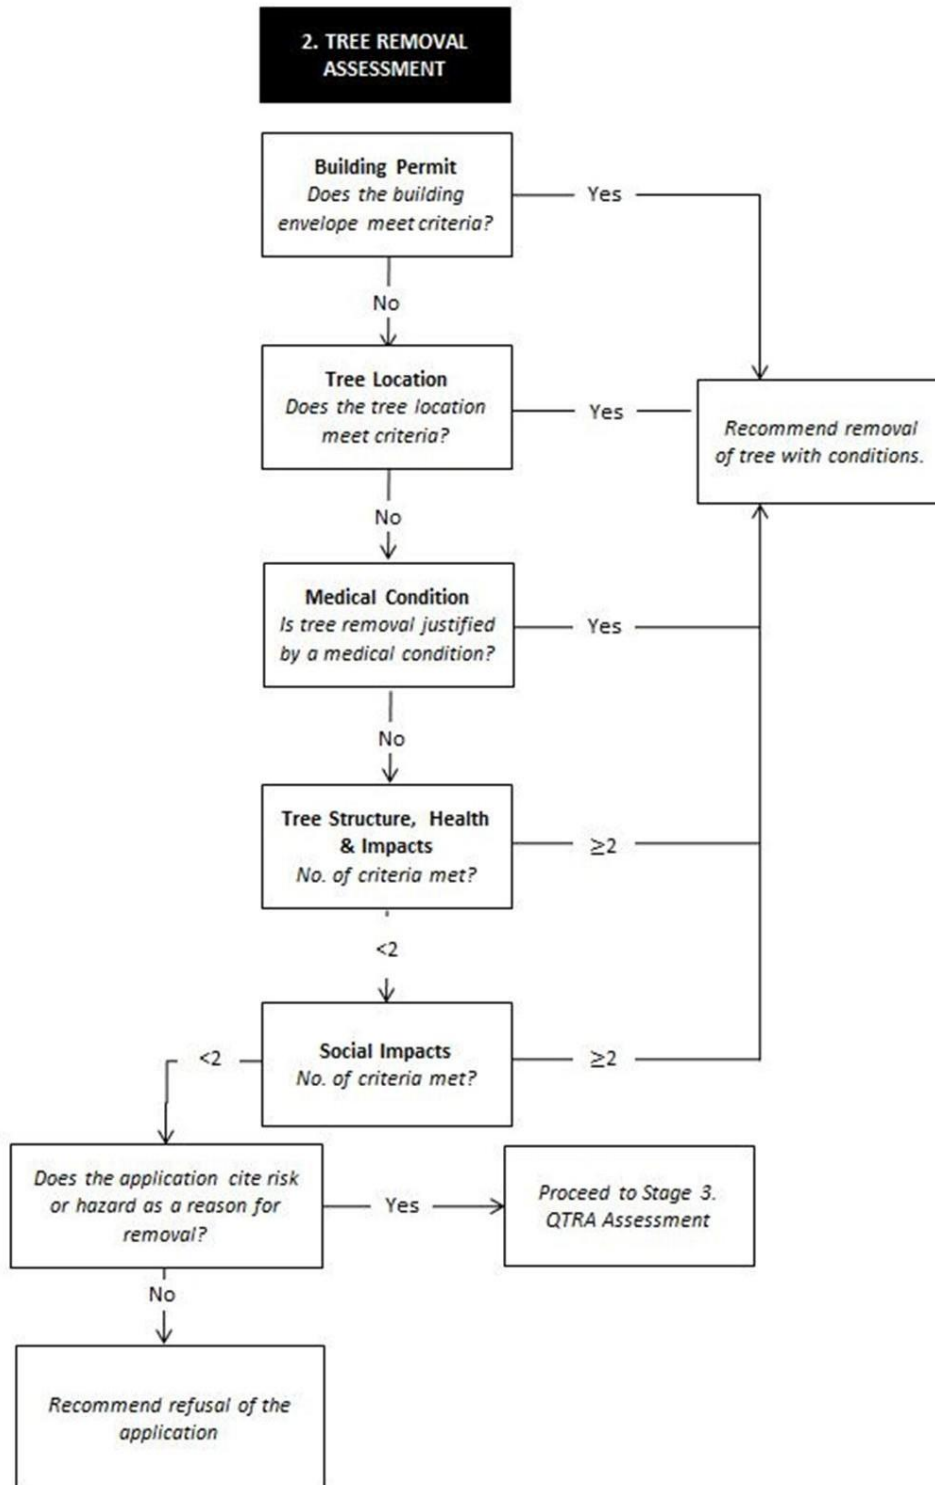 2. TREE REMOVAL
ASSESSMENT
Building Permit
Does the building
envelope meet criteria?
Yes
No
Tree Location
Does the tree location
meet criteria?
Yes
Recommend removal
of tree with conditions.
No
Medical Condition
Is tree removal justified
by a medical condition?
Yes
No
Tree Structure, Health
& Impacts
No. of criteria met?
≥2
<2
Social Impacts
No. of criteria met?
<2
≥2
Does the application cite risk
or hazard as a reason for
removal?
Yes
Proceed to Stage 3.
QTRA Assessment
No
Recommend refusal of the
application